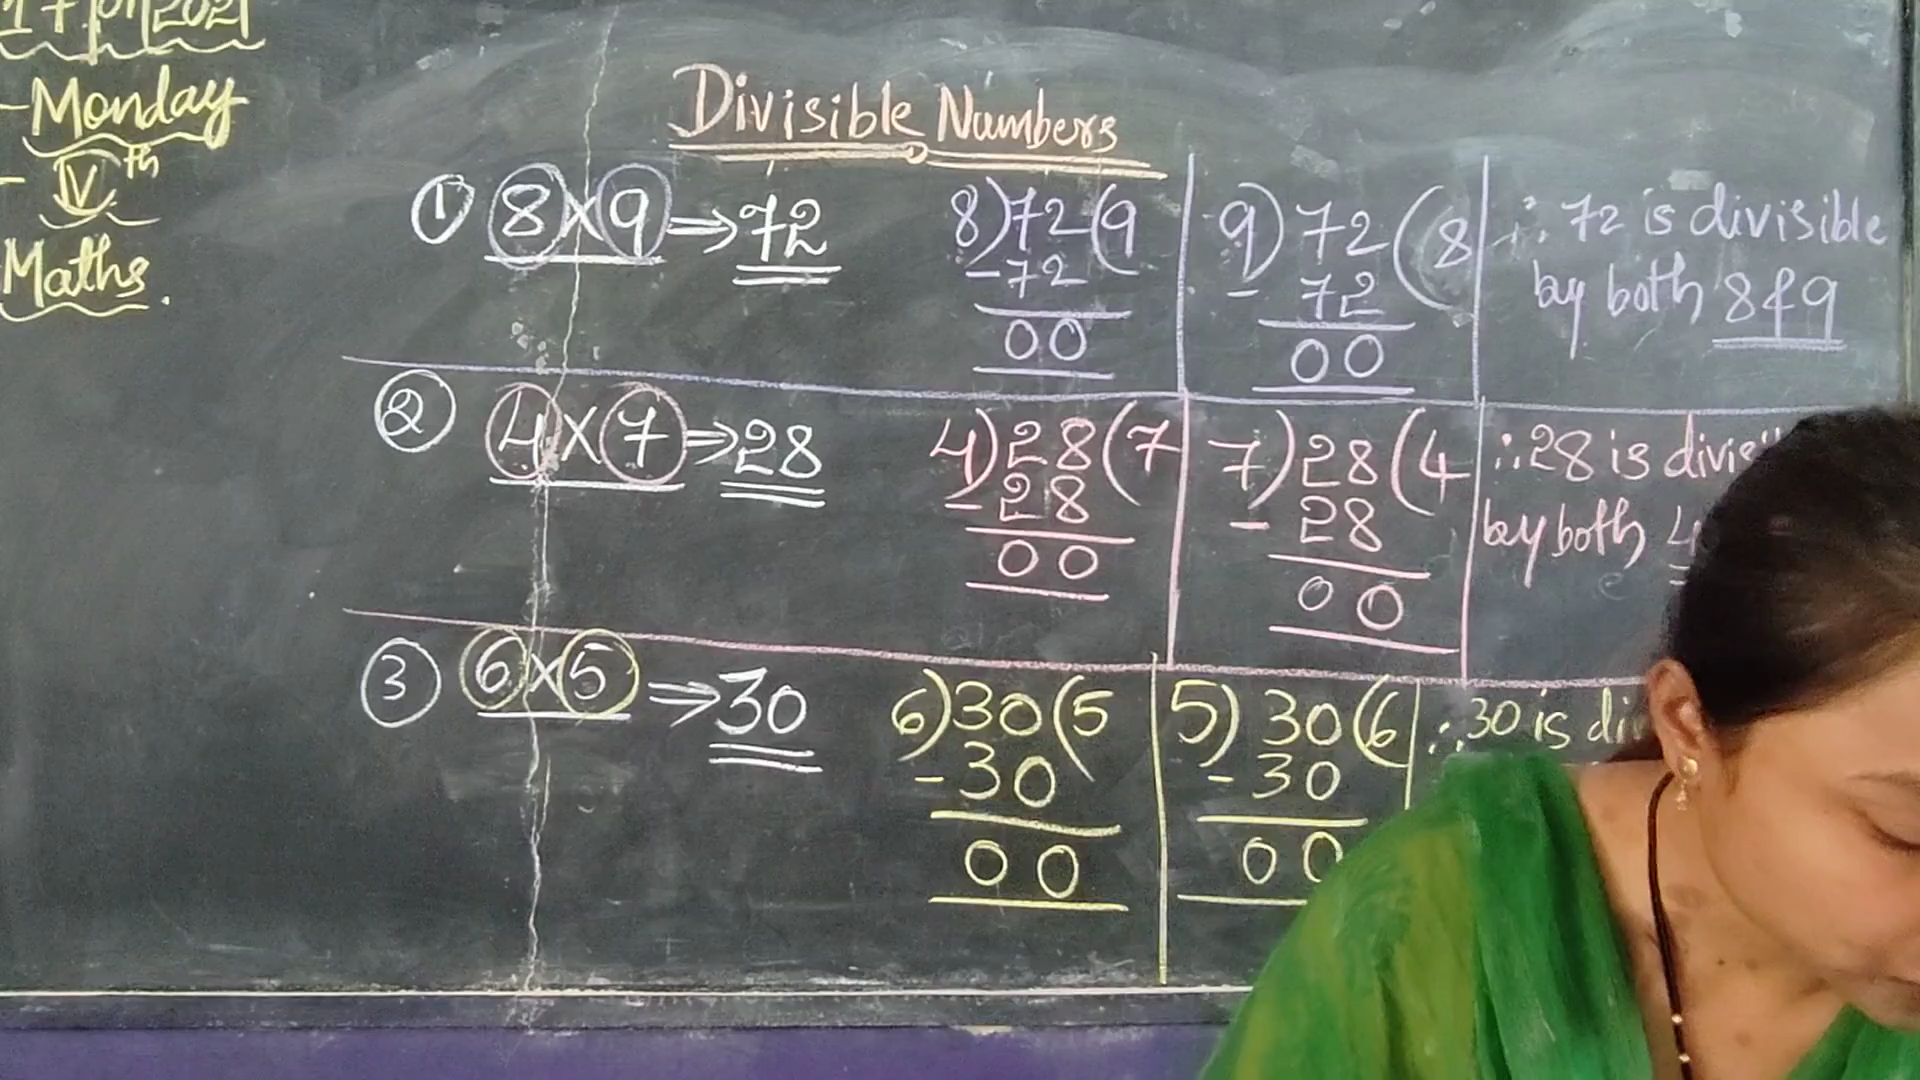 Monday
IVth
Maths.
Divisible Numbers
① 8×9 ⇒ 72
8)72(9
-72
00
9)72(8
- 72
00
∴ 72 is divisible
by both 8 & 9
② 4×7 ⇒ 28
4)28(7
-28
00
7)28(4
- 28
00
∴ 28 is
by both
③ 6×5 ⇒ 30
6)30(5
-30
00
5)30(6
-30
00
∴ 30 is